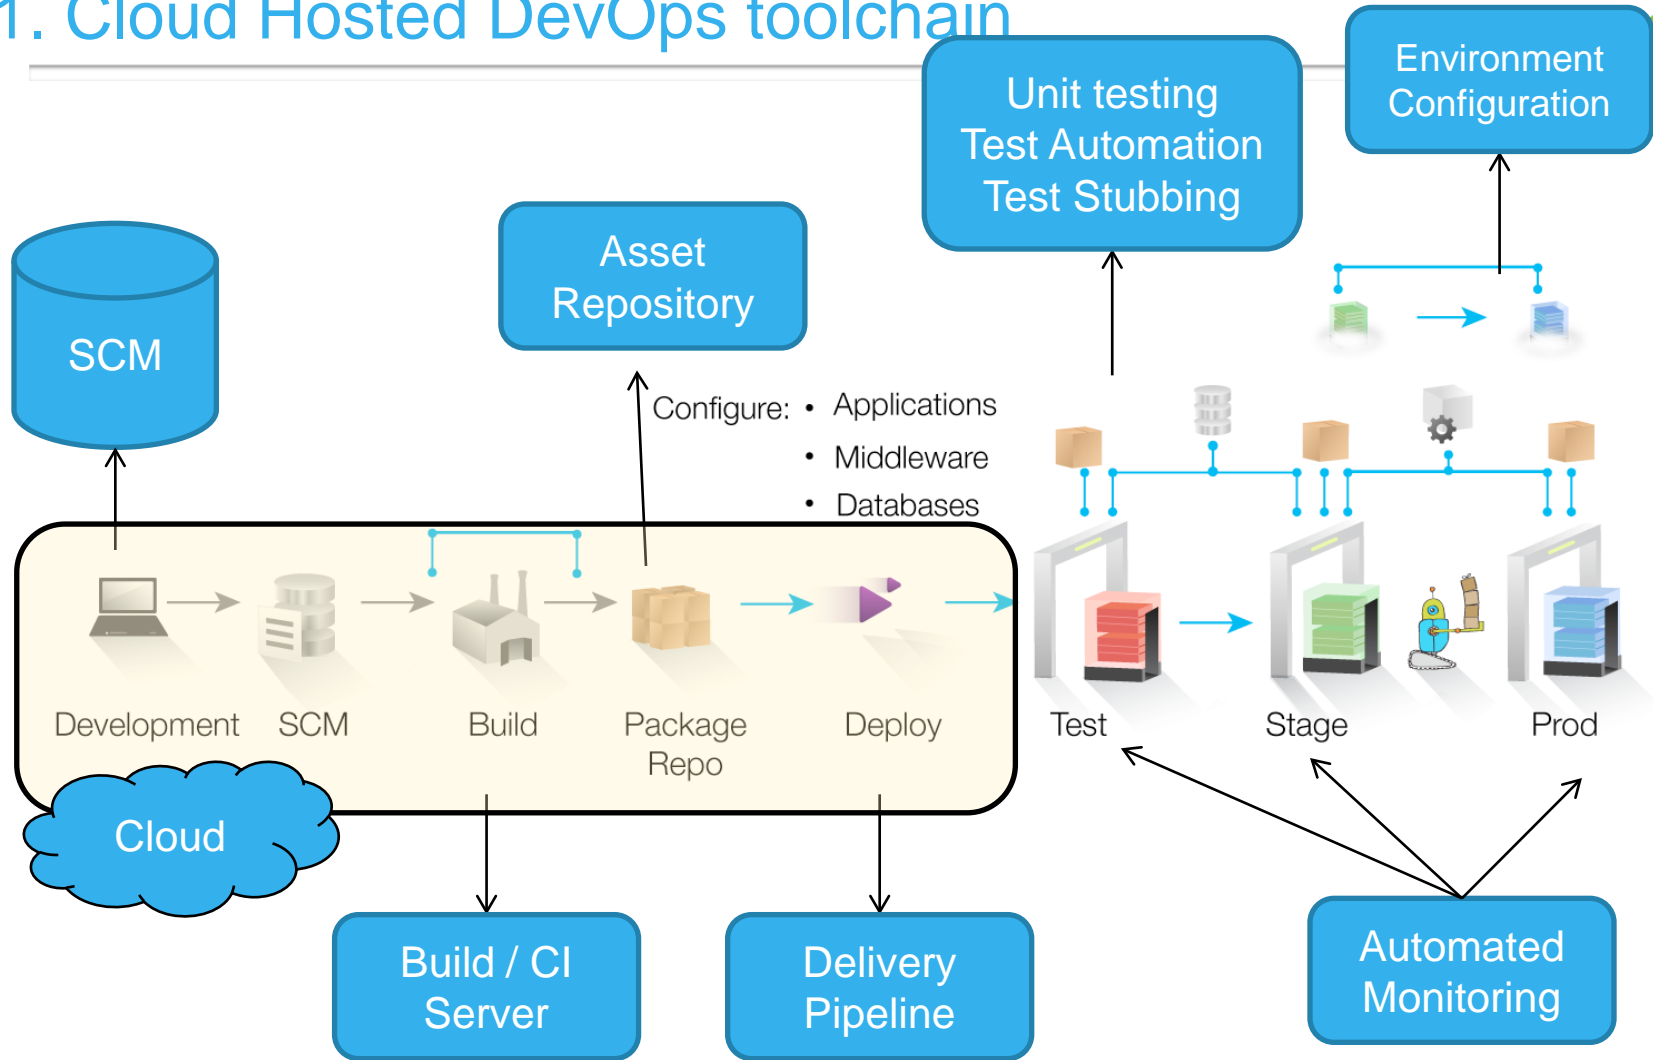 1. Cloud Hosted DevOps toolchain
Environment
Configuration
Unit testing
Test Automation
Test Stubbing
Asset
Repository
SCM
Configure: • Applications
• Middleware
• Databases
Development
SCM
Build
Package
Repo
Deploy
Test
Stage
Prod
Cloud
Build / CI
Server
Delivery
Pipeline
Automated
Monitoring